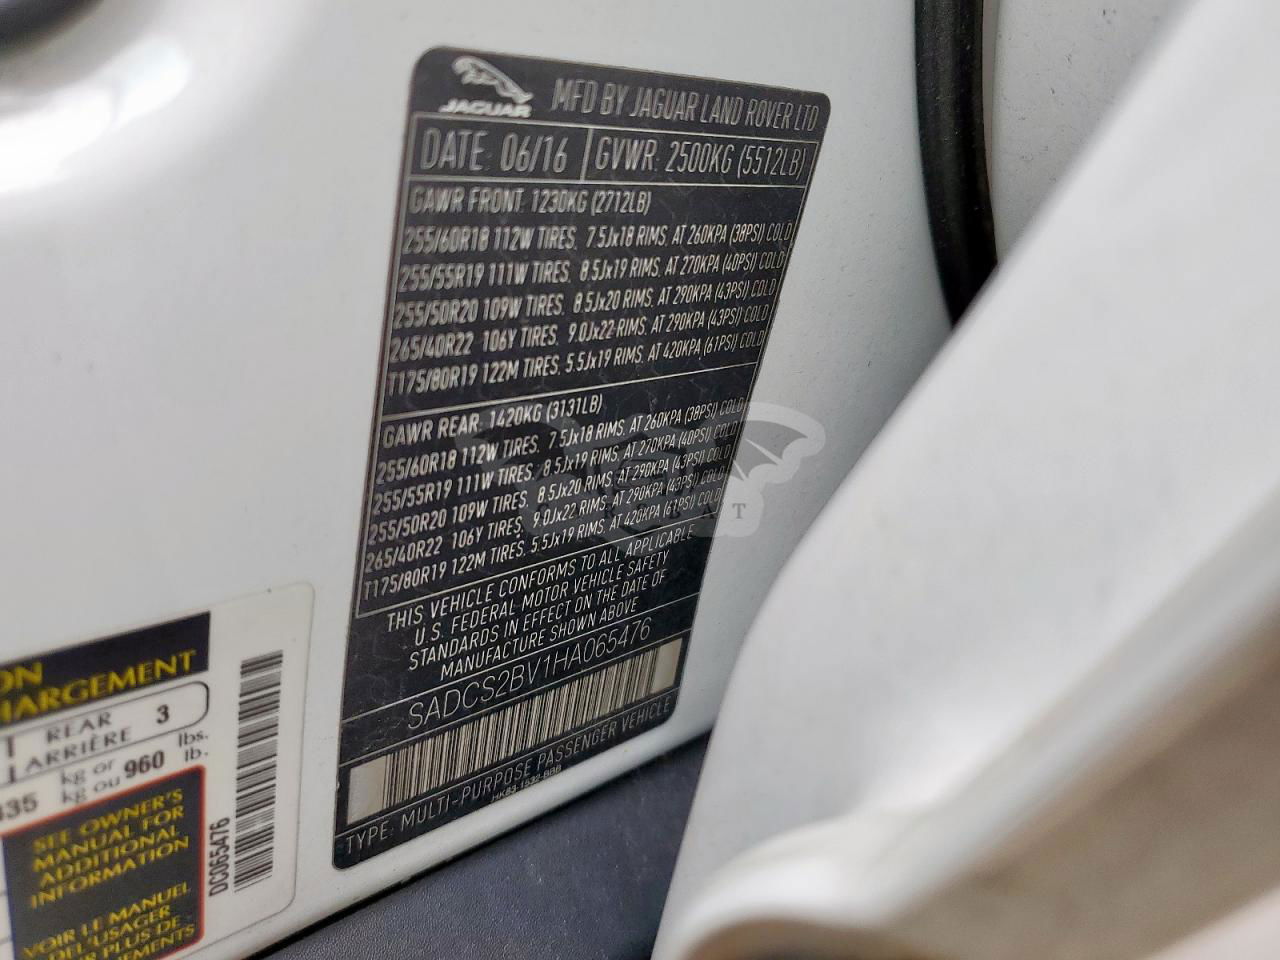 JAGUAR
MFD BY JAGUAR LAND ROVER LTD
DATE: 06/16
GVWR: 2500KG (5512LB)
GAWR FRONT: 1230KG (2712LB)
255/60R18 112W TIRES, 7.5Jx18 RIMS, AT 260KPA (38PSI) COLD
255/55R19 111W TIRES, 8.5Jx19 RIMS, AT 270KPA (40PSI) COLD
255/50R20 109W TIRES, 8.5Jx20 RIMS, AT 290KPA (43PSI) COLD
265/40R22 106Y TIRES, 9.0Jx22 RIMS, AT 290KPA (43PSI) COLD
T175/80R19 122M TIRES, 5.5Jx19 RIMS, AT 420KPA (61PSI) COLD
GAWR REAR: 1420KG (3131LB)
255/60R18 112W TIRES, 7.5Jx18 RIMS, AT 260KPA (38PSI) COLD
255/55R19 111W TIRES, 8.5Jx19 RIMS, AT 270KPA (40PSI) COLD
255/50R20 109W TIRES, 8.5Jx20 RIMS, AT 290KPA (43PSI) COLD
265/40R22 106Y TIRES, 9.0Jx22 RIMS, AT 290KPA (43PSI) COLD
T175/80R19 122M TIRES, 5.5Jx19 RIMS, AT 420KPA (61PSI) COLD
THIS VEHICLE CONFORMS TO ALL APPLICABLE
U.S. FEDERAL MOTOR VEHICLE SAFETY
STANDARDS IN EFFECT ON THE DATE OF
MANUFACTURE SHOWN ABOVE
SADCS2BV1HA065476
TYPE: MULTI-PURPOSE PASSENGER VEHICLE
HK83-1532-BBB
ON
HARGEMENT
REAR 3
ARRIÈRE
335 kg or 960 lbs.
kg ou lb.
SEE OWNER'S
MANUAL FOR
ADDITIONAL
INFORMATION
VOIR LE MANUEL
DE L'USAGER
R PLUS DE
EMENTS
DC065476